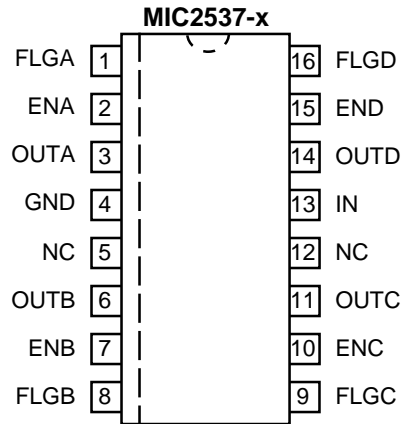 MIC2537-x
FLGA 1 16 FLGD
ENA 2 15 END
OUTA 3 14 OUTD
GND 4 13 IN
NC 5 12 NC
OUTB 6 11 OUTC
ENB 7 10 ENC
FLGB 8 9 FLGC